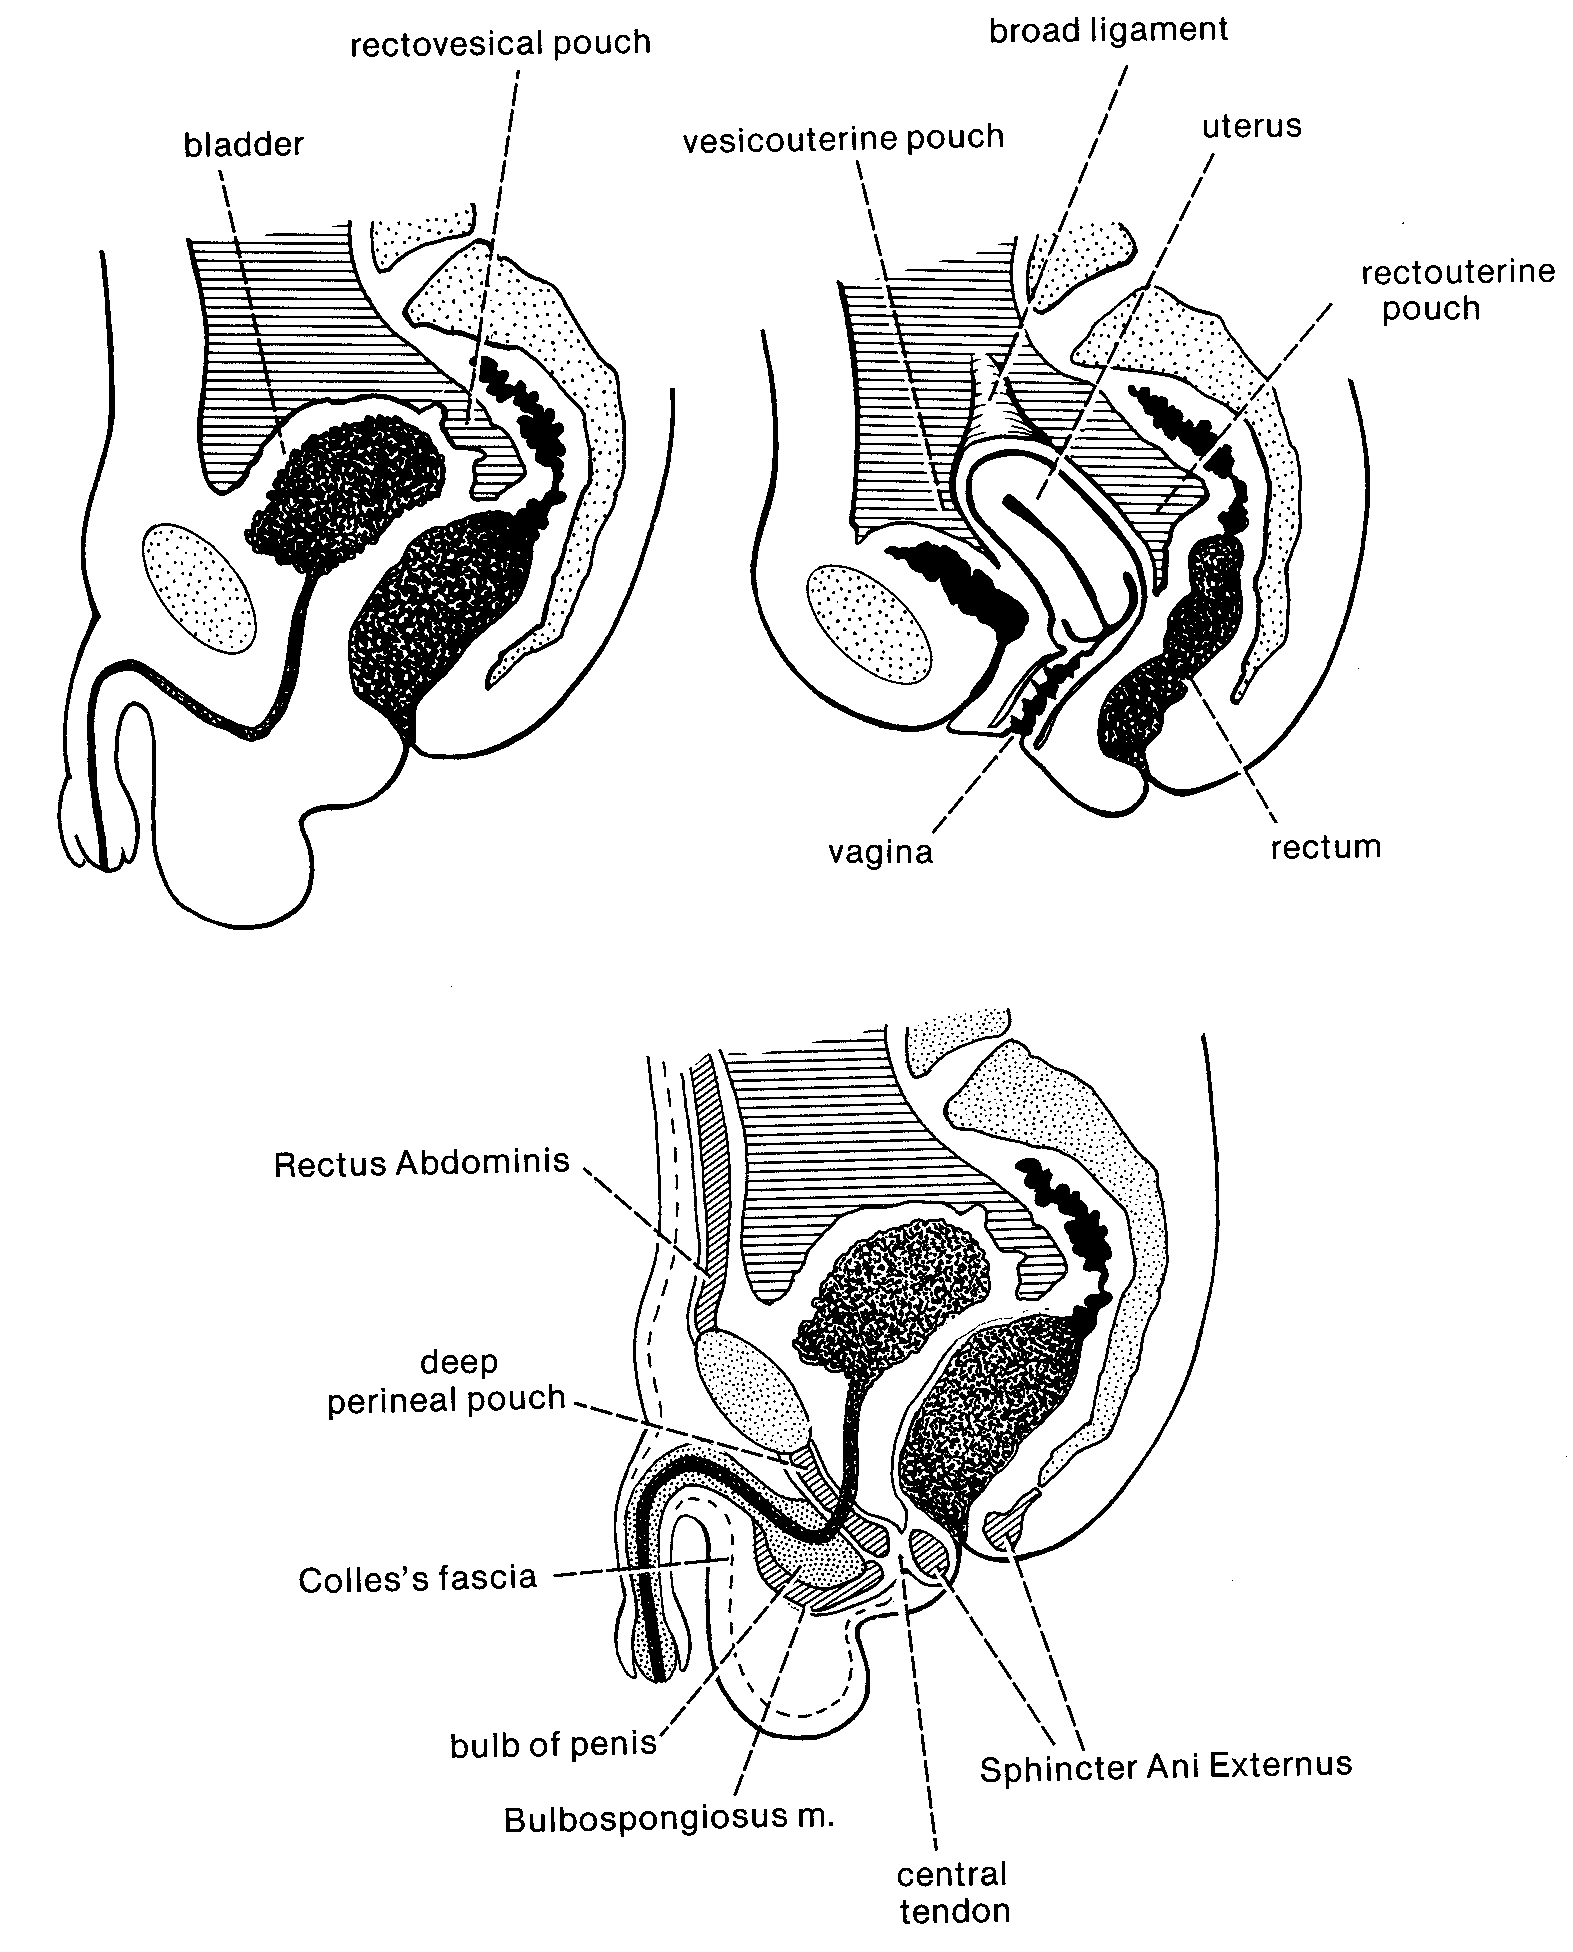 rectovesical pouch
bladder
broad ligament
vesicouterine pouch
uterus
rectouterine
pouch
vagina
rectum
Rectus Abdominis
deep
perineal pouch
Colles's fascia
bulb of penis
Bulbospongiosus m.
Sphincter Ani Externus
central
tendon